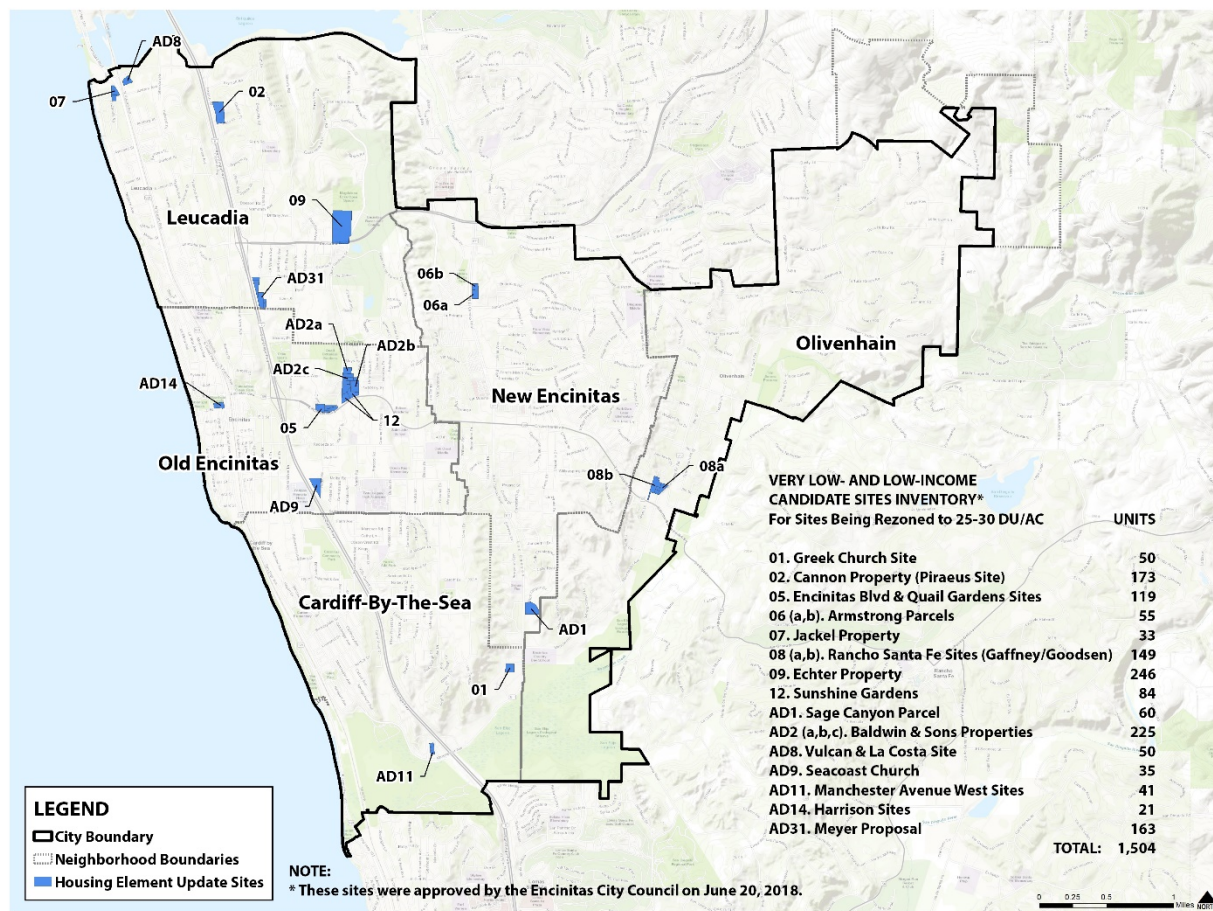 AD8
07
02
09
Leucadia
AD31
06b
06a
AD2a
AD2b
AD2c
AD14
05
12
New Encinitas
Olivenhain
Old Encinitas
AD9
08b
08a
Cardiff-By-The-Sea
AD1
01
AD11
VERY LOW- AND LOW-INCOME
CANDIDATE SITES INVENTORY*
For Sites Being Rezoned to 25-30 DU/AC UNITS
01. Greek Church Site 50
02. Cannon Property (Piraeus Site) 173
05. Encinitas Blvd & Quail Gardens Sites 119
06 (a,b). Armstrong Parcels 55
07. Jackel Property 33
08 (a,b). Rancho Santa Fe Sites (Gaffney/Goodsen) 149
09. Echter Property 246
12. Sunshine Gardens 84
AD1. Sage Canyon Parcel 60
AD2 (a,b,c). Baldwin & Sons Properties 225
AD8. Vulcan & La Costa Site 50
AD9. Seacoast Church 35
AD11. Manchester Avenue West Sites 41
AD14. Harrison Sites 21
AD31. Meyer Proposal 163
TOTAL: 1,504
LEGEND
City Boundary
Neighborhood Boundaries
Housing Element Update Sites
NOTE:
* These sites were approved by the Encinitas City Council on June 20, 2018.
0 0.25 0.5 1
Miles
NORTH